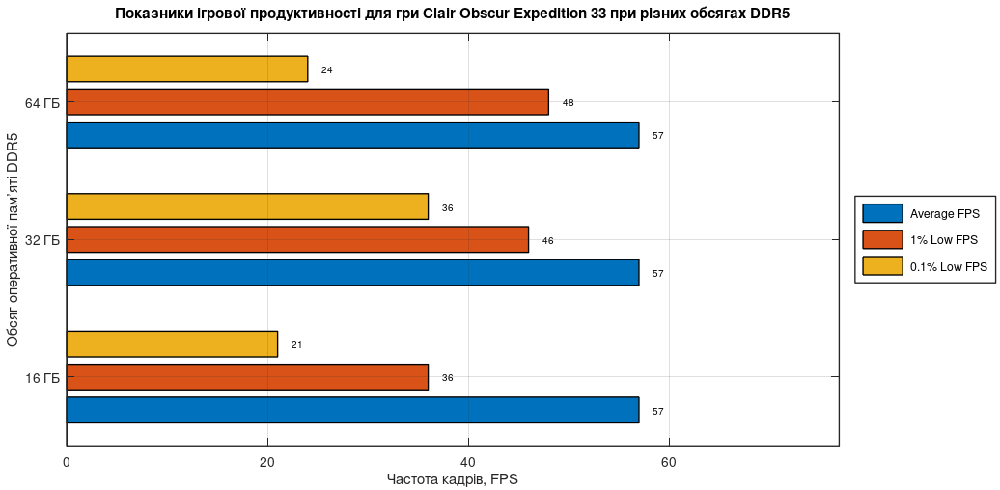 Показники ігрової продуктивності для гри Clair Obscur Expedition 33 при різних обсягах DDR5
Обсяг оперативної пам'яті DDR5
64 ГБ
24
48
57
32 ГБ
36
46
57
16 ГБ
21
36
57
0
20
40
60
Частота кадрів, FPS
Average FPS
1% Low FPS
0.1% Low FPS